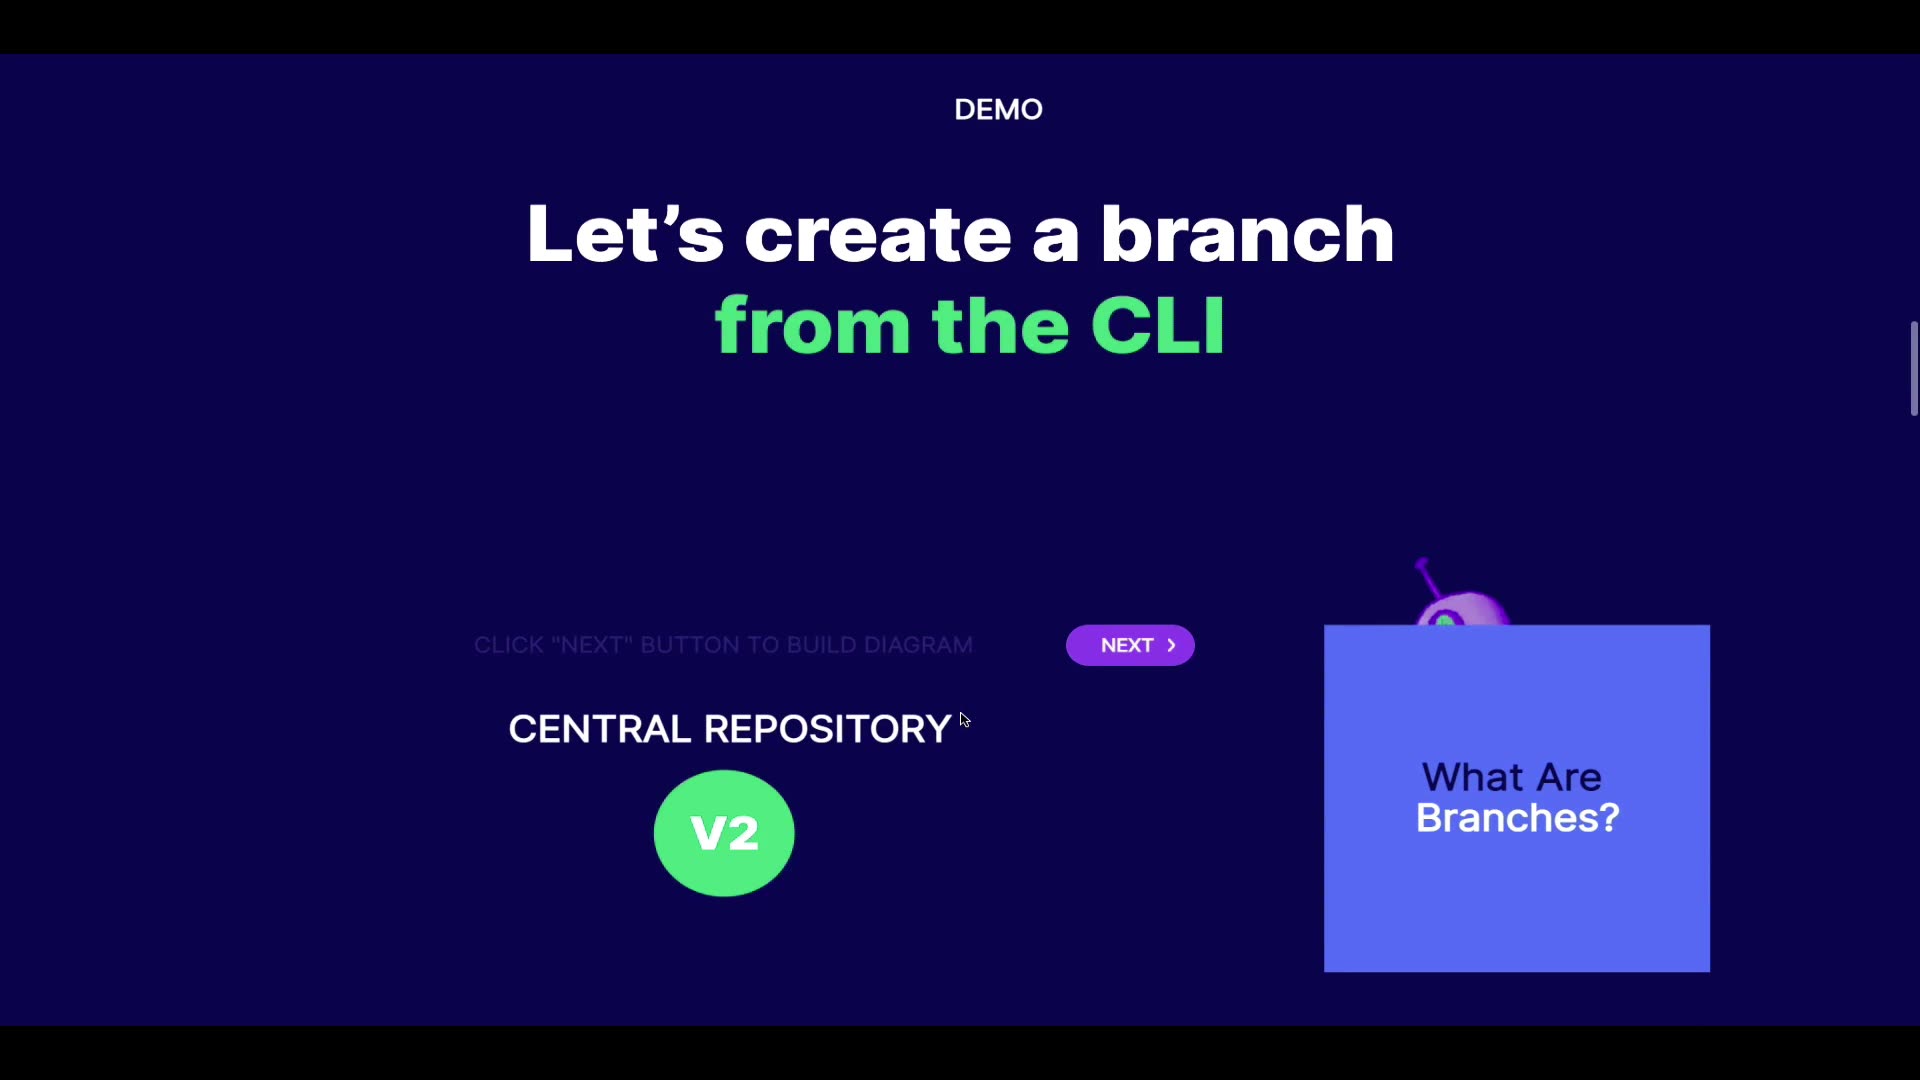 DEMO
Let’s create a branch
from the CLI
CLICK "NEXT" BUTTON TO BUILD DIAGRAM
NEXT
CENTRAL REPOSITORY
V2
What Are
Branches?